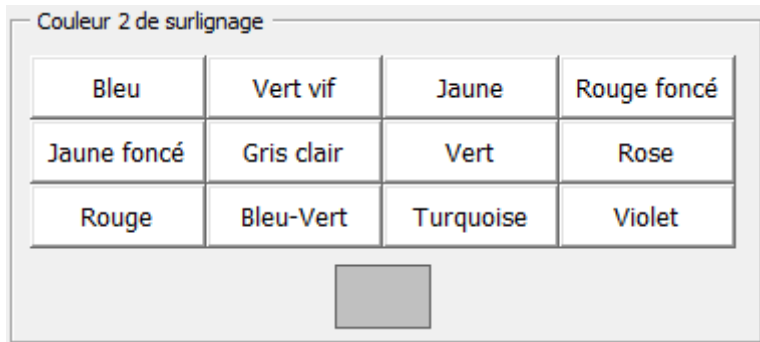 Couleur 2 de surlignage
Bleu Vert vif Jaune Rouge foncé
Jaune foncé Gris clair Vert Rose
Rouge Bleu-Vert Turquoise Violet